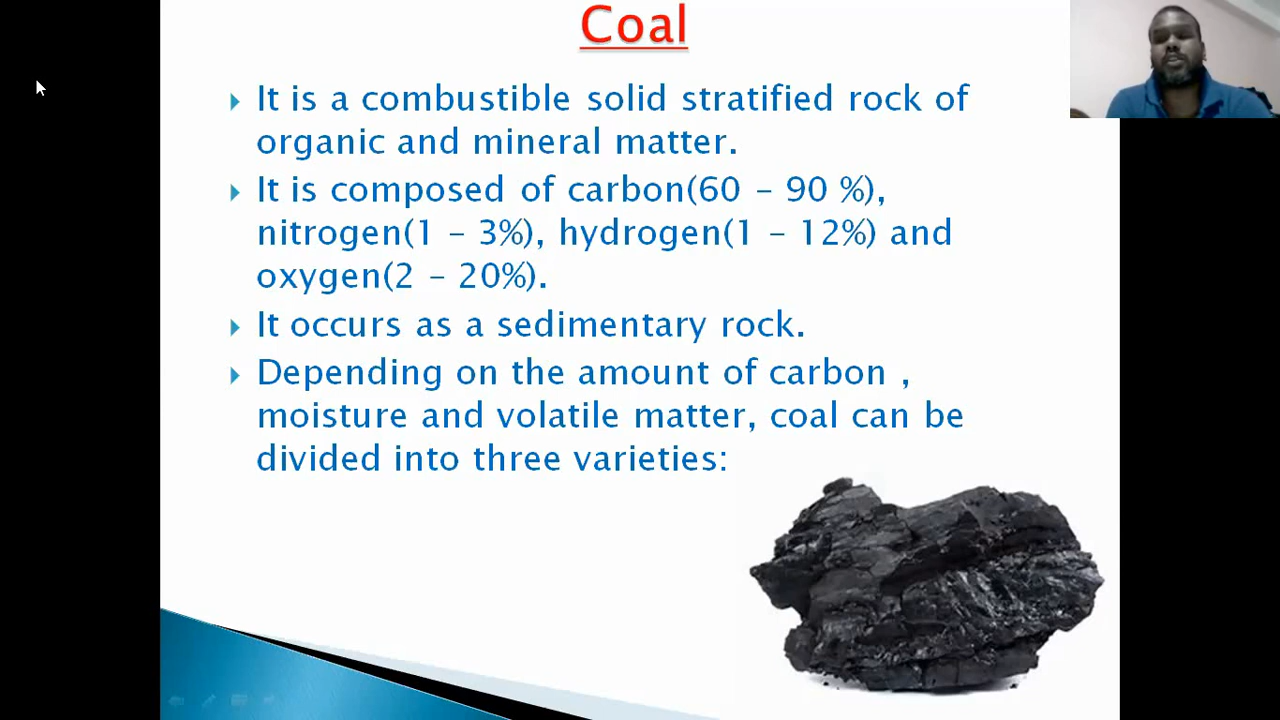 Coal
It is a combustible solid stratified rock of
organic and mineral matter.
It is composed of carbon(60 – 90 %),
nitrogen(1 – 3%), hydrogen(1 – 12%) and
oxygen(2 – 20%).
It occurs as a sedimentary rock.
Depending on the amount of carbon ,
moisture and volatile matter, coal can be
divided into three varieties: